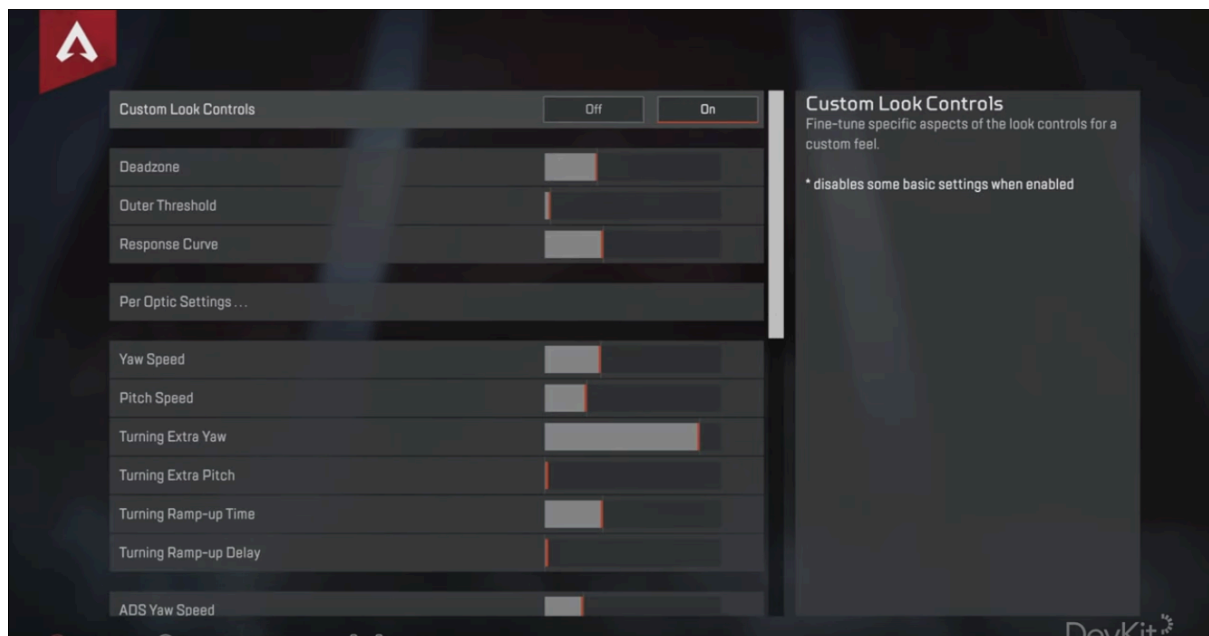 Custom Look Controls
Off
On
Deadzone
Outer Threshold
Response Curve
Per Optic Settings ...
Yaw Speed
Pitch Speed
Turning Extra Yaw
Turning Extra Pitch
Turning Ramp-up Time
Turning Ramp-up Delay
ADS Yaw Speed
Custom Look Controls
Fine-tune specific aspects of the look controls for a
custom feel.
* disables some basic settings when enabled
DevKit